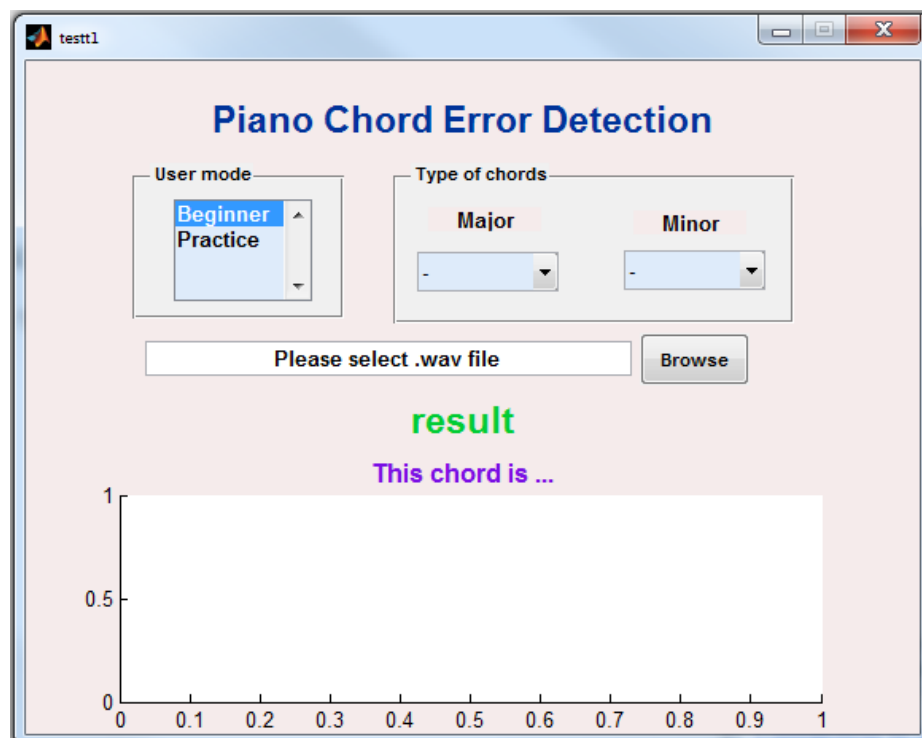 testt1
Piano Chord Error Detection
User mode
Type of chords
Beginner
Practice
Major
Minor
-
-
Please select .wav file
Browse
result
This chord is ...
1
0.5
0
0 0.1 0.2 0.3 0.4 0.5 0.6 0.7 0.8 0.9 1